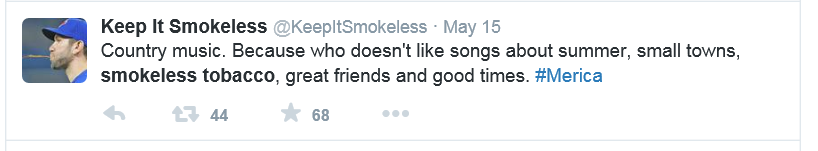 Keep It Smokeless @KeepItSmokeless · May 15
Country music. Because who doesn't like songs about summer, small towns,
smokeless tobacco, great friends and good times. #Merica
44 68